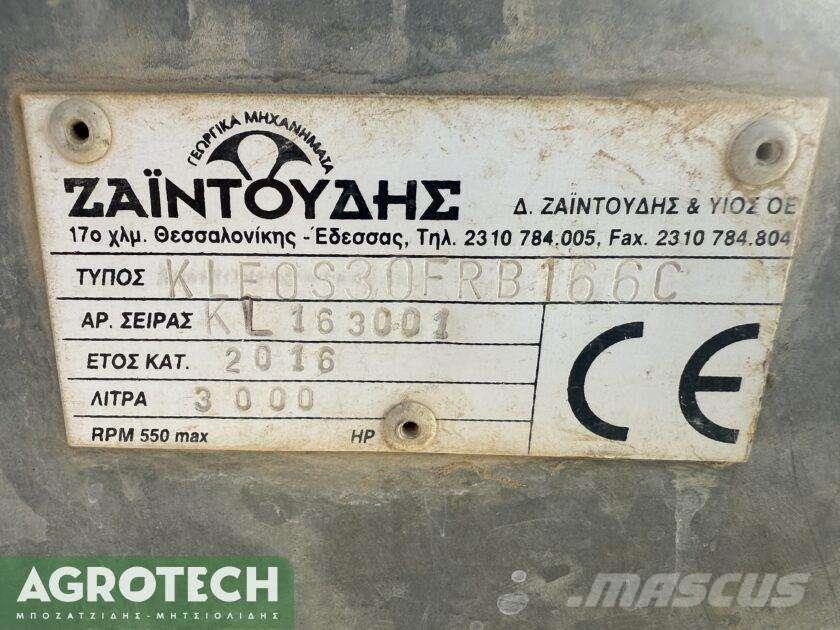 ΓΕΩΡΓΙΚΑ ΜΗΧΑΝΗΜΑΤΑ
ΖΑΪΝΤΟΥΔΗΣ
Δ. ΖΑΪΝΤΟΥΔΗΣ & ΥΙΟΣ ΟΕ
17ο χλμ. Θεσσαλονίκης - Έδεσσας, Τηλ. 2310 784.005, Fax. 2310 784.804
ΤΥΠΟΣ KLFOS30FRB166C
ΑΡ. ΣΕΙΡΑΣ KL163001
ΕΤΟΣ ΚΑΤ. 2016
ΛΙΤΡΑ 3000
RPM 550 max HP
CE
AGROTECH
ΜΠΟΖΑΤΖΙΔΗΣ-ΜΗΤΣΙΟΛΙΔΗΣ
MASCUS